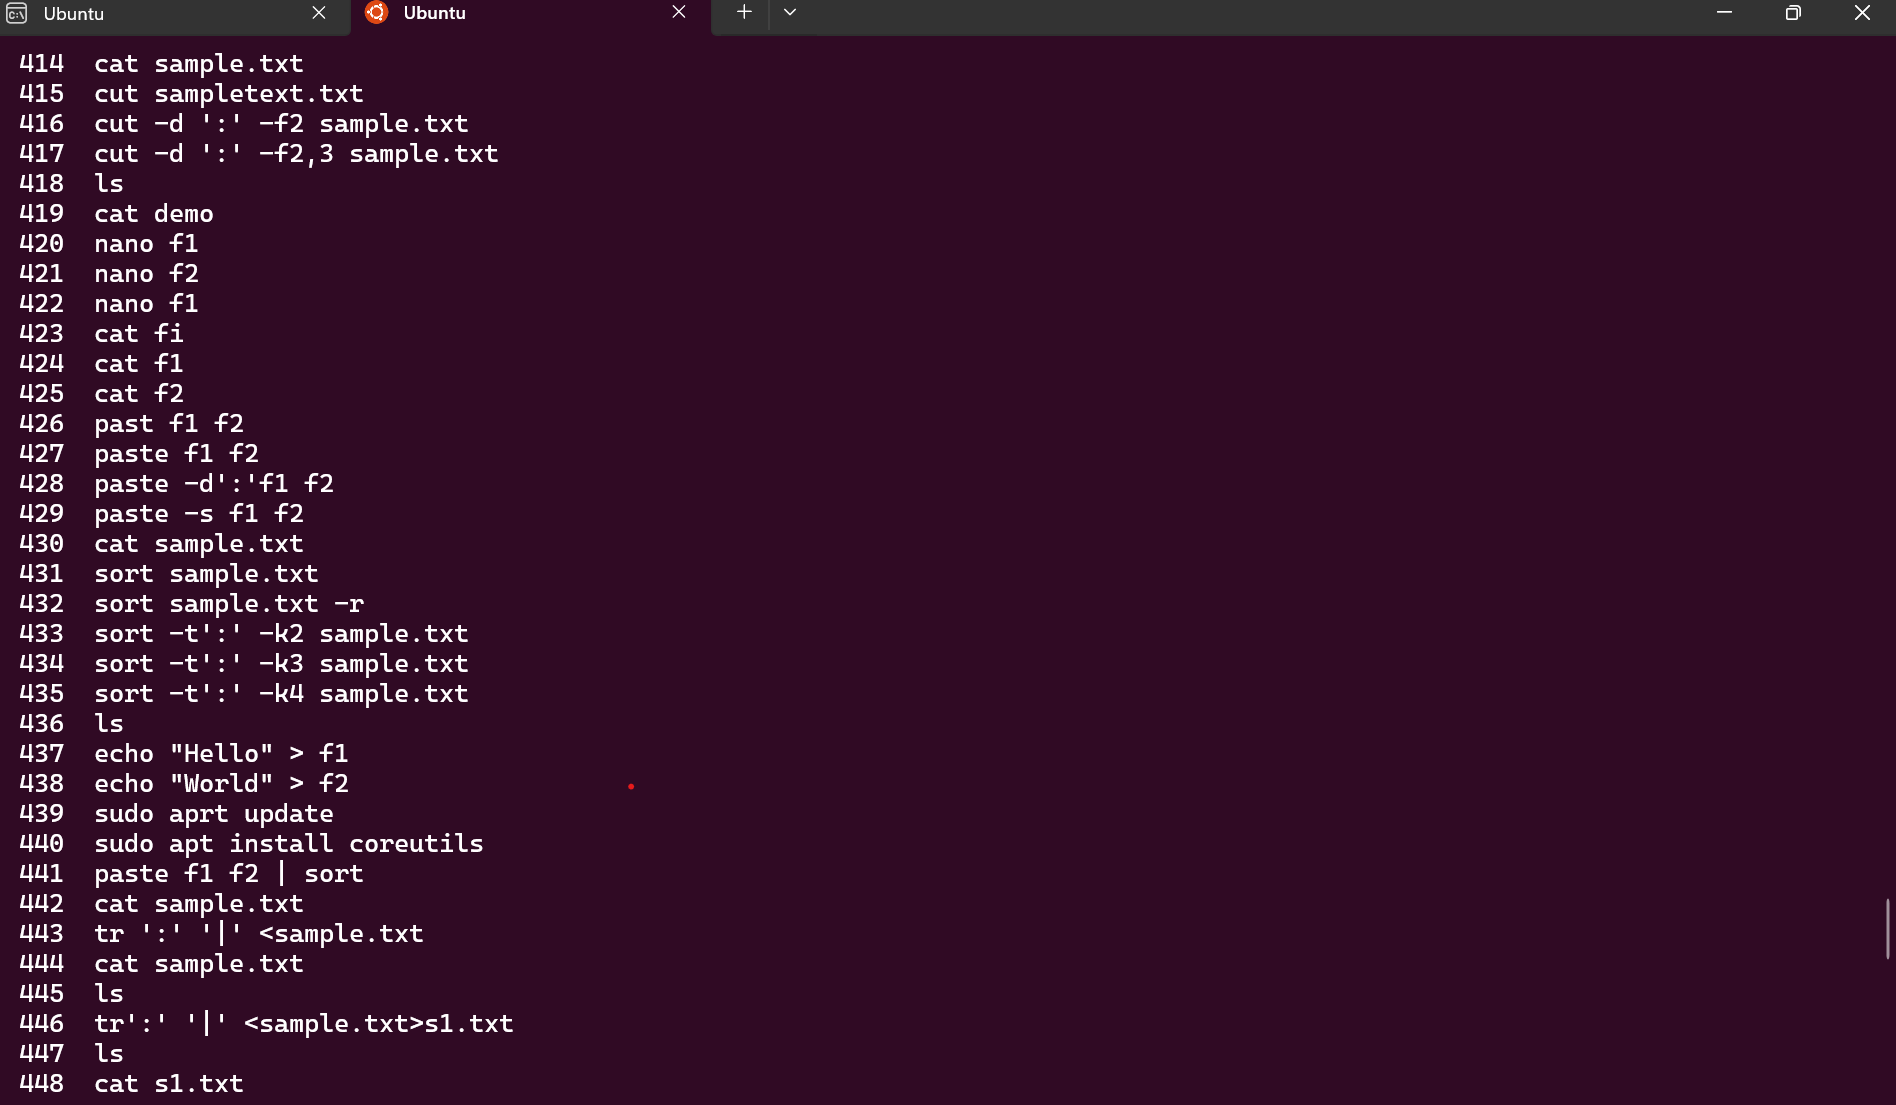 Ubuntu Ubuntu
414 cat sample.txt
415 cut sampletext.txt
416 cut -d ':' -f2 sample.txt
417 cut -d ':' -f2,3 sample.txt
418 ls
419 cat demo
420 nano f1
421 nano f2
422 nano f1
423 cat fi
424 cat f1
425 cat f2
426 past f1 f2
427 paste f1 f2
428 paste -d':'f1 f2
429 paste -s f1 f2
430 cat sample.txt
431 sort sample.txt
432 sort sample.txt -r
433 sort -t':' -k2 sample.txt
434 sort -t':' -k3 sample.txt
435 sort -t':' -k4 sample.txt
436 ls
437 echo "Hello" > f1
438 echo "World" > f2
439 sudo aprt update
440 sudo apt install coreutils
441 paste f1 f2 | sort
442 cat sample.txt
443 tr ':' '|' <sample.txt
444 cat sample.txt
445 ls
446 tr':' '|' <sample.txt>s1.txt
447 ls
448 cat s1.txt